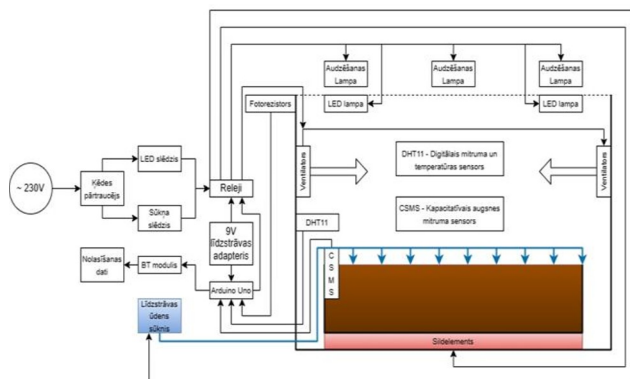 Audzēšanas
Lampa
Audzēšanas
Lampa
Audzēšanas
Lampa
Fotorezistors
LED lampa
LED lampa
~ 230V
Ķēdes
pārtraucējs
LED slēdzis
Sūkņa
slēdzis
Releji
Ventilators
DHT11 - Digitālais mitruma un
temperatūras sensors
Ventilators
CSMS - Kapacitatīvais augsnes
mitruma sensors
DHT11
9V
līdzstrāvas
adapteris
Nolasīšanas
dati
BT modulis
Arduino Uno
C
S
M
S
Līdzstrāvas
ūdens
sūknis
Sildelements